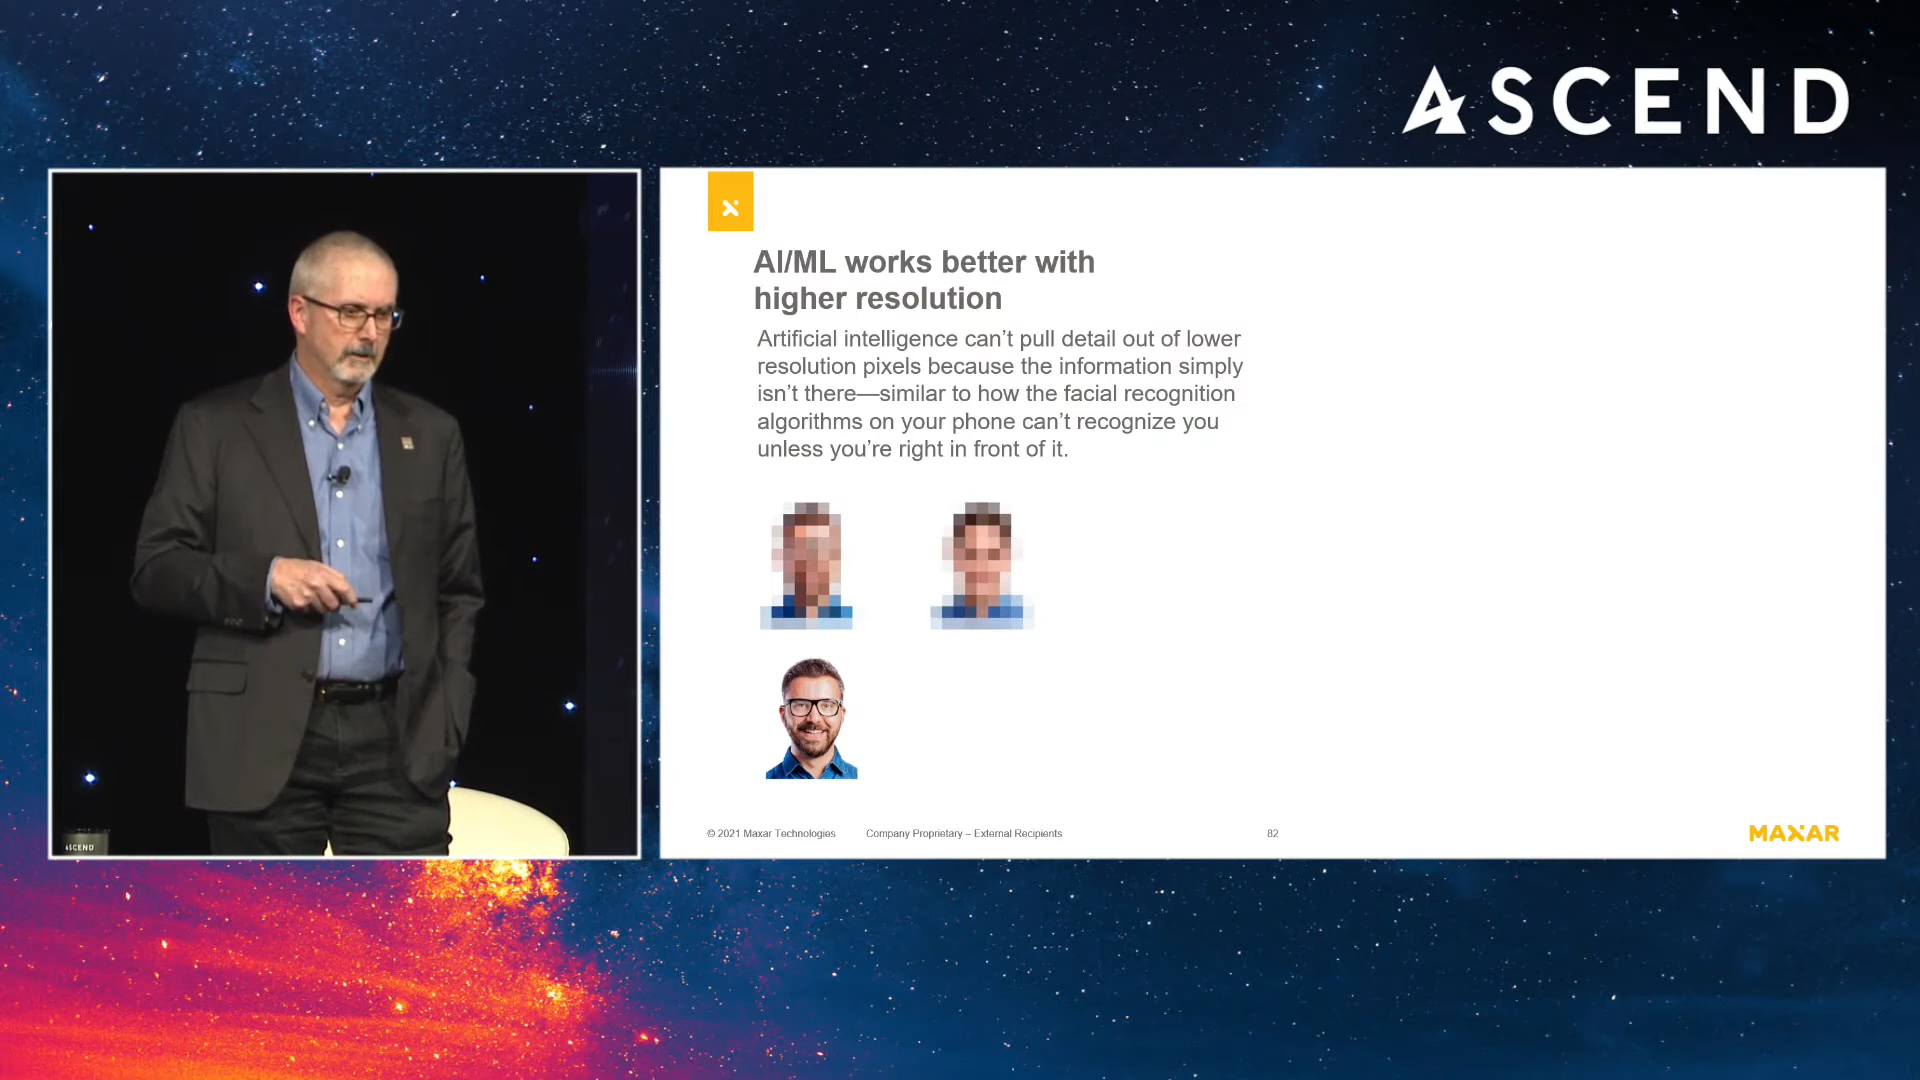 ASCEND
AI/ML works better with
higher resolution
Artificial intelligence can’t pull detail out of lower
resolution pixels because the information simply
isn’t there—similar to how the facial recognition
algorithms on your phone can’t recognize you
unless you’re right in front of it.
© 2021 Maxar Technologies Company Proprietary – External Recipients 82
MAXAR
ASCEND